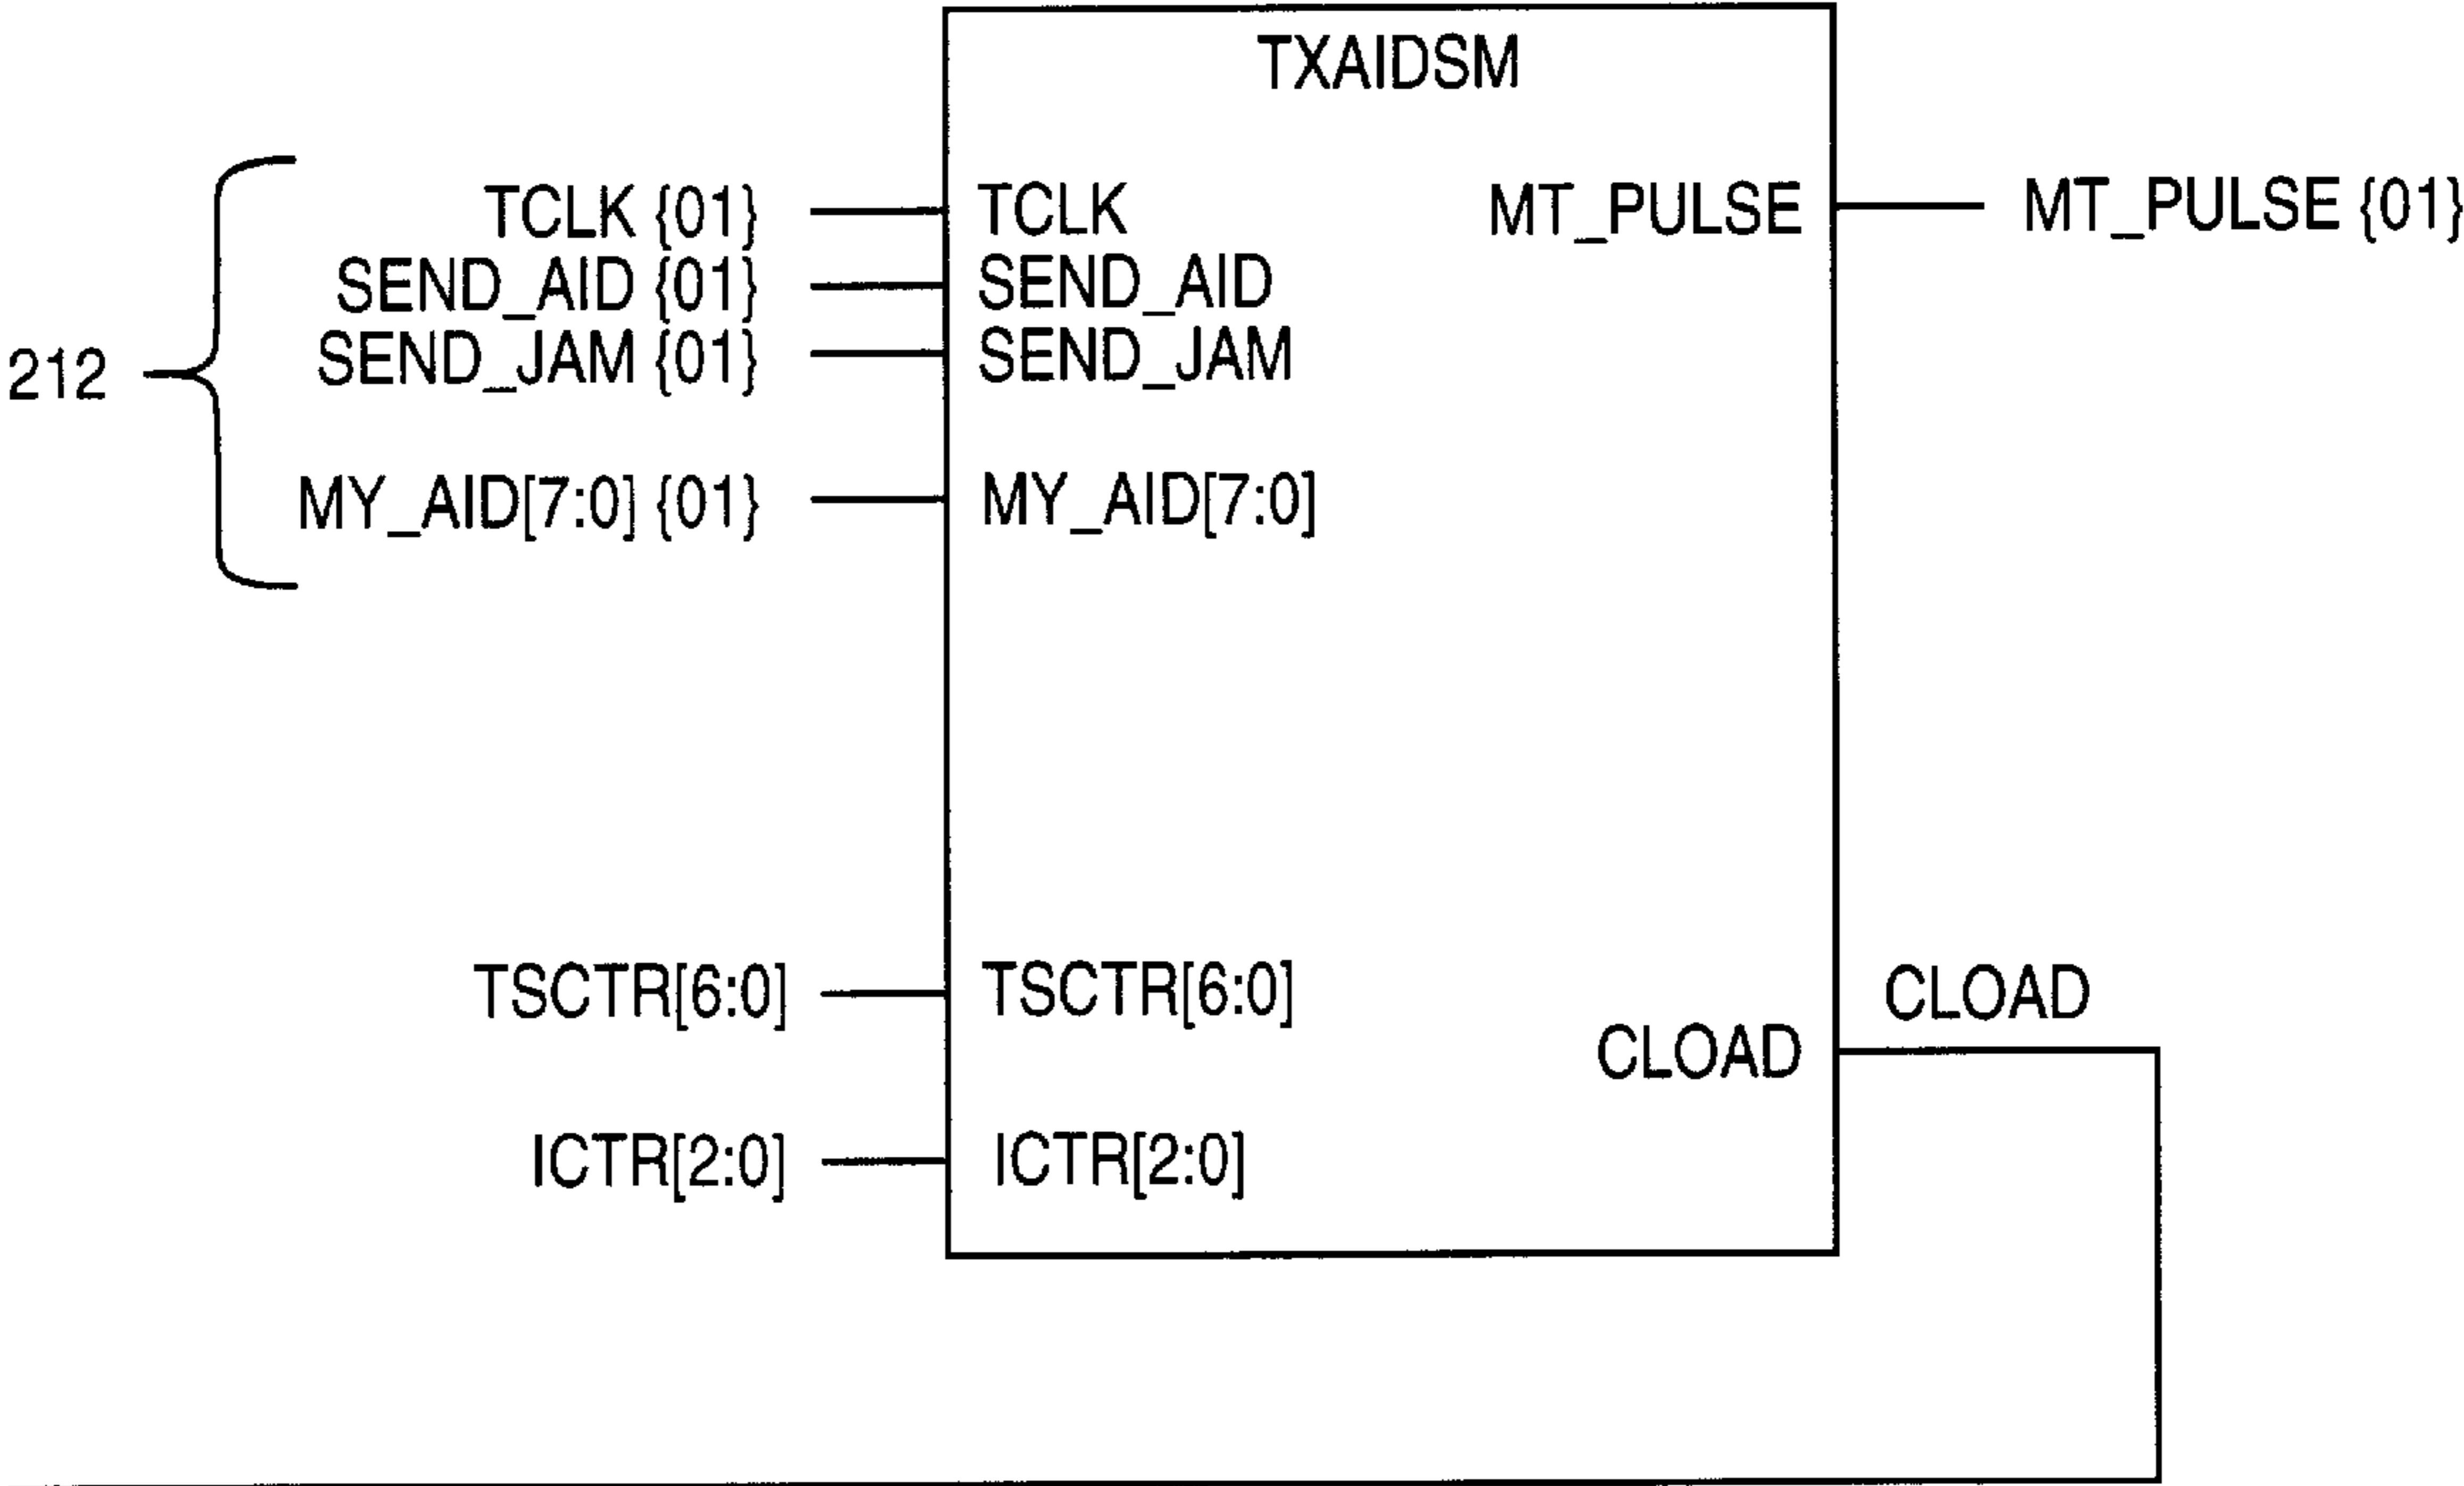 TXAIDSM
TCLK {01} TCLK MT_PULSE MT_PULSE {01}
SEND_AID {01} SEND_AID
SEND_JAM {01} SEND_JAM
212
MY_AID[7:0] {01} MY_AID[7:0]
TSCTR[6:0] TSCTR[6:0] CLOAD
CLOAD
ICTR[2:0] ICTR[2:0]